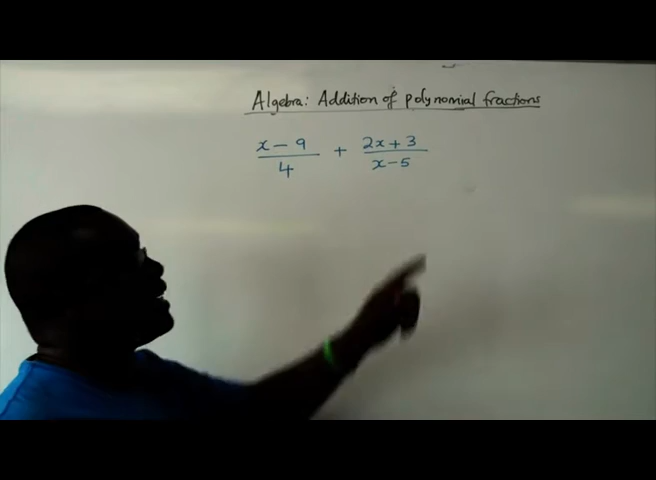 Algebra: Addition of polynomial fractions
x - 9 2x + 3
+
4 x - 5